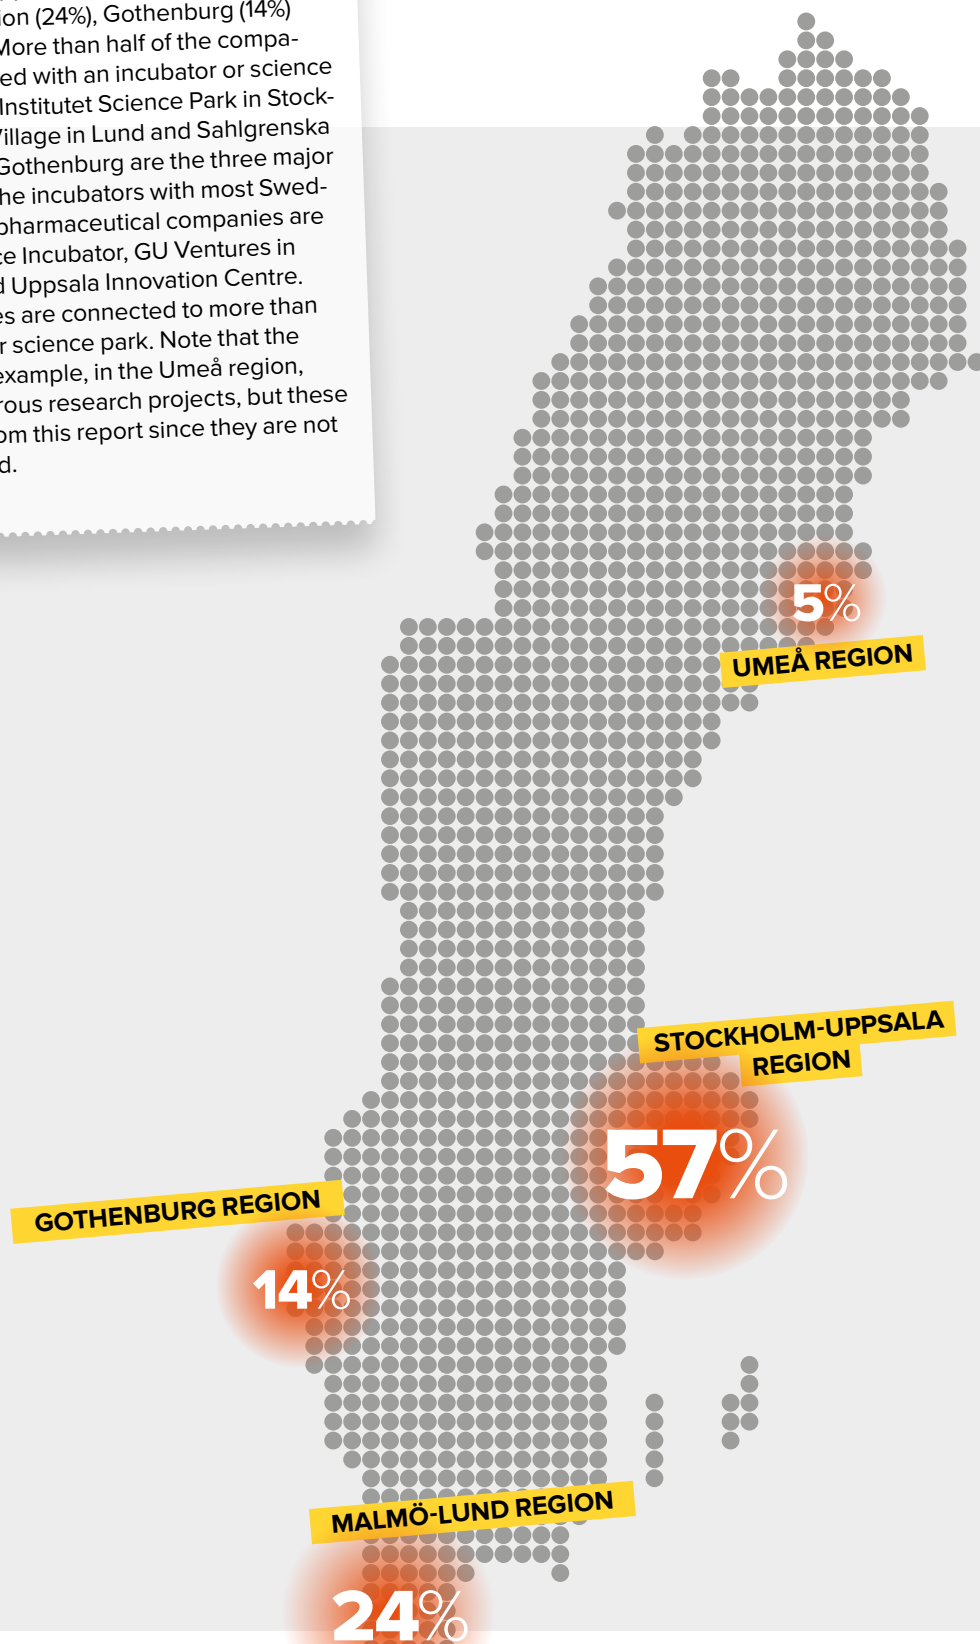 ion (24%), Gothenburg (14%)
More than half of the compa-
ed with an incubator or science
Institutet Science Park in Stock-
Village in Lund and Sahlgrenska
Gothenburg are the three major
he incubators with most Swed-
pharmaceutical companies are
ce Incubator, GU Ventures in
d Uppsala Innovation Centre.
es are connected to more than
r science park. Note that the
example, in the Umeå region,
rous research projects, but these
om this report since they are not
d.
5%
UMEÅ REGION
STOCKHOLM-UPPSALA
REGION
57%
GOTHENBURG REGION
14%
MALMÖ-LUND REGION
24%